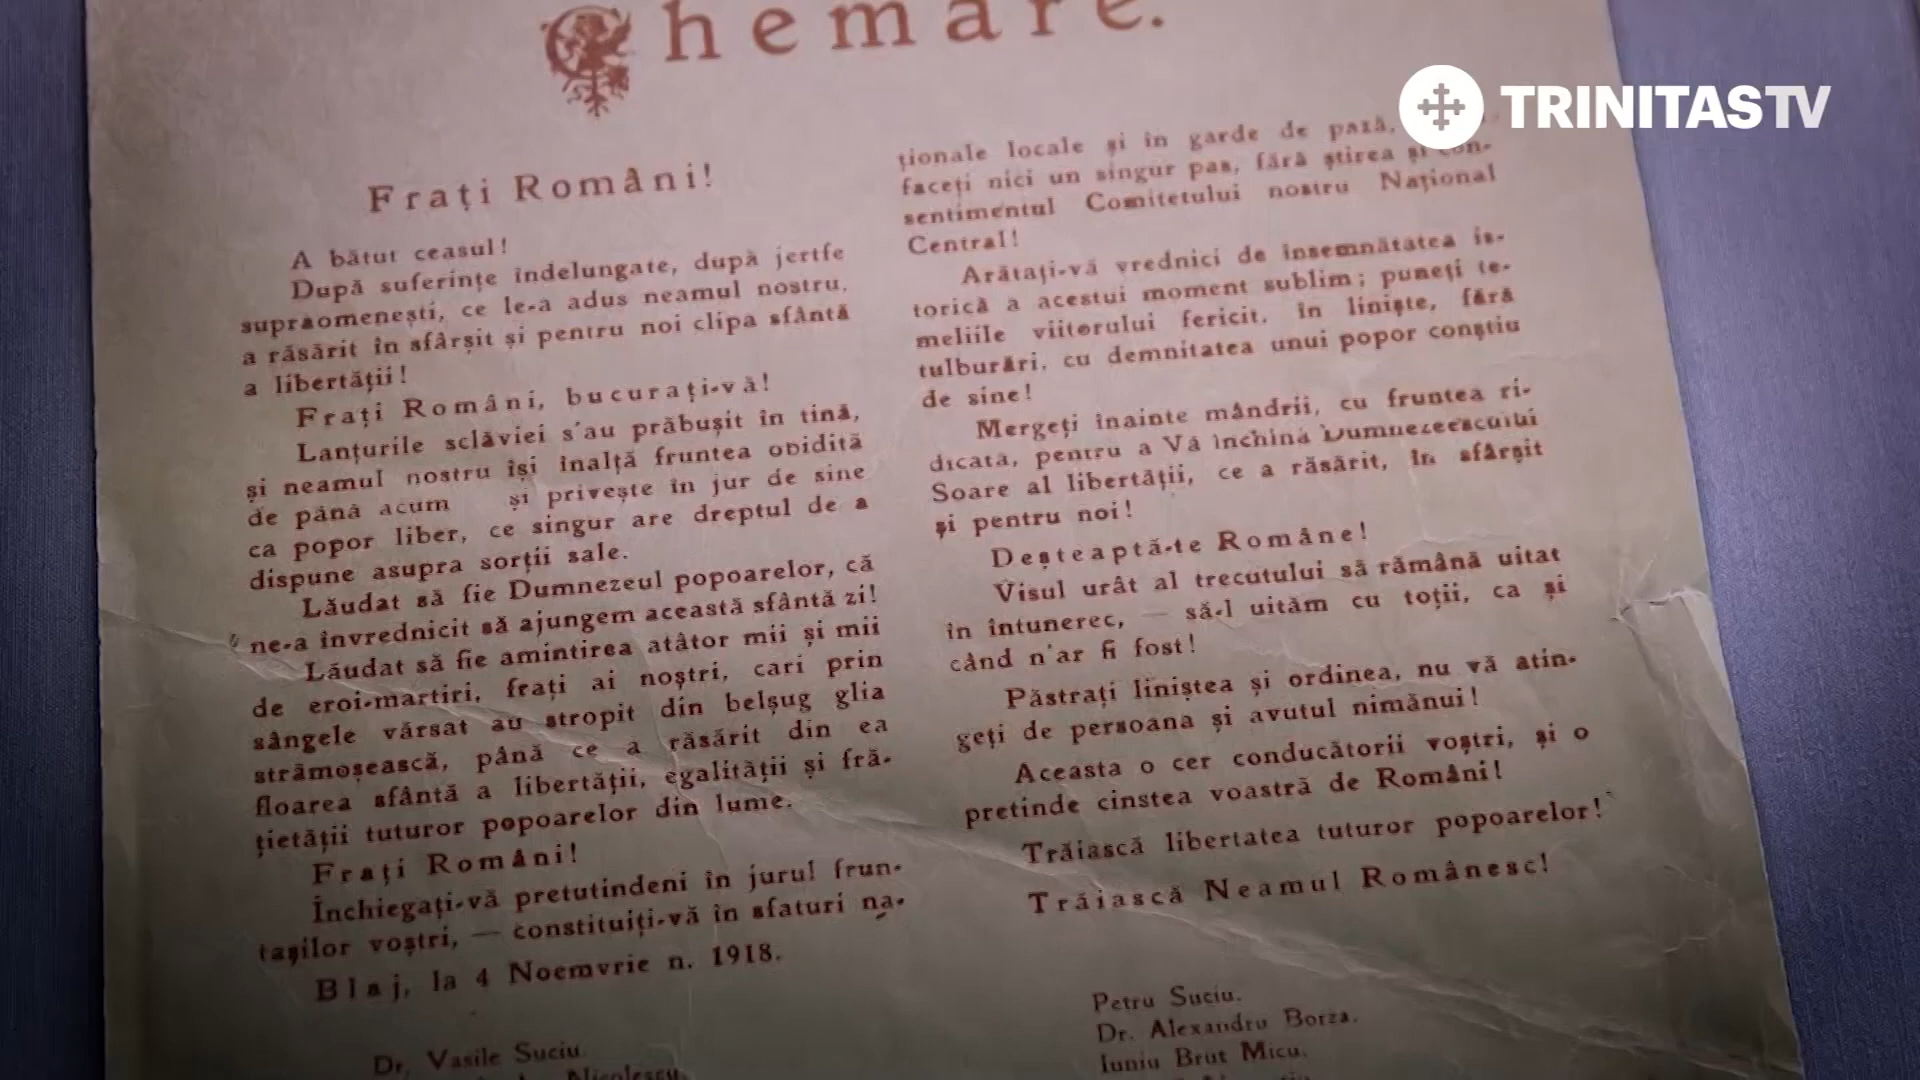 Chemare.
TRINITAS TV
Frați Români!
A bătut ceasul!
După suferințe îndelungate, după jertfe
supraomenești, ce le-a adus neamul nostru,
a răsărit în sfârșit și pentru noi clipa sfântă
a libertății!
Frați Români, bucurați-vă!
Lanțurile sclăviei s'au prăbușit în tină,
și neamul nostru își înalță fruntea obidită
de până acum și privește în jur de sine
ca popor liber, ce singur are dreptul de a
dispune asupra sorții sale.
Lăudat să fie Dumnezeul popoarelor, că
ne-a învrednicit să ajungem această sfântă zi!
Lăudat să fie amintirea atâtor mii și mii
de eroi-martiri, frați ai noștri, cari prin
sângele vărsat au stropit din belșug glia
strămoșească, până ce a răsărit din ea
floarea sfântă a libertății, egalității și fră-
țietății tuturor popoarelor din lume.
Frați Români!
Închiegați-vă pretutindeni în jurul frun-
tașilor voștri, — constituiți-vă în sfaturi na-
ționale locale și în garde de pază,
faceți nici un singur pas, fără știrea și con-
sentimentul Comitetului nostru Național
Central!
Arătați-vă vrednici de însemnătatea is-
torică a acestui moment sublim; puneți te-
meliile viitorului fericit, în liniște, fără
tulburări, cu demnitatea unui popor conștiu
de sine!
Mergeți înainte mândrii, cu fruntea ri-
dicată, pentru a Vă închina Dumnezeescului
Soare al libertății, ce a răsărit, în sfârșit
și pentru noi!
Deșteaptă-te Române!
Visul urât al trecutului să rămână uitat
în întunerec, — să-l uităm cu toții, ca și
când n'ar fi fost!
Păstrați liniștea și ordinea, nu vă atin-
geți de persoana și avutul nimănui!
Aceasta o cer conducătorii voștri, și o
pretinde cinstea voastră de Români!
Trăiască libertatea tuturor popoarelor!
Trăiască Neamul Românesc!
Blaj, la 4 Noemvrie n. 1918.
Dr. Vasile Suciu.
Nicolescu.
Petru Suciu.
Dr. Alexandru Borza.
Iuniu Brut Micu.